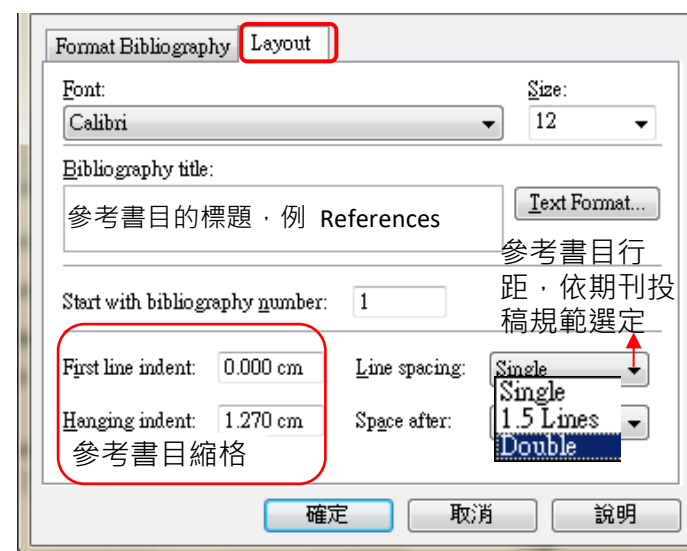 Format Bibliography Layout
Font: Size:
Calibri 12
Bibliography title:
參考書目的標題，例 References
Text Format...
參考書目行
距，依期刊投
稿規範選定
Start with bibliography number: 1
First line indent: 0.000 cm Line spacing: Single
Single
1.5 Lines
Double
Hanging indent: 1.270 cm Space after:
參考書目縮格
確定 取消 說明